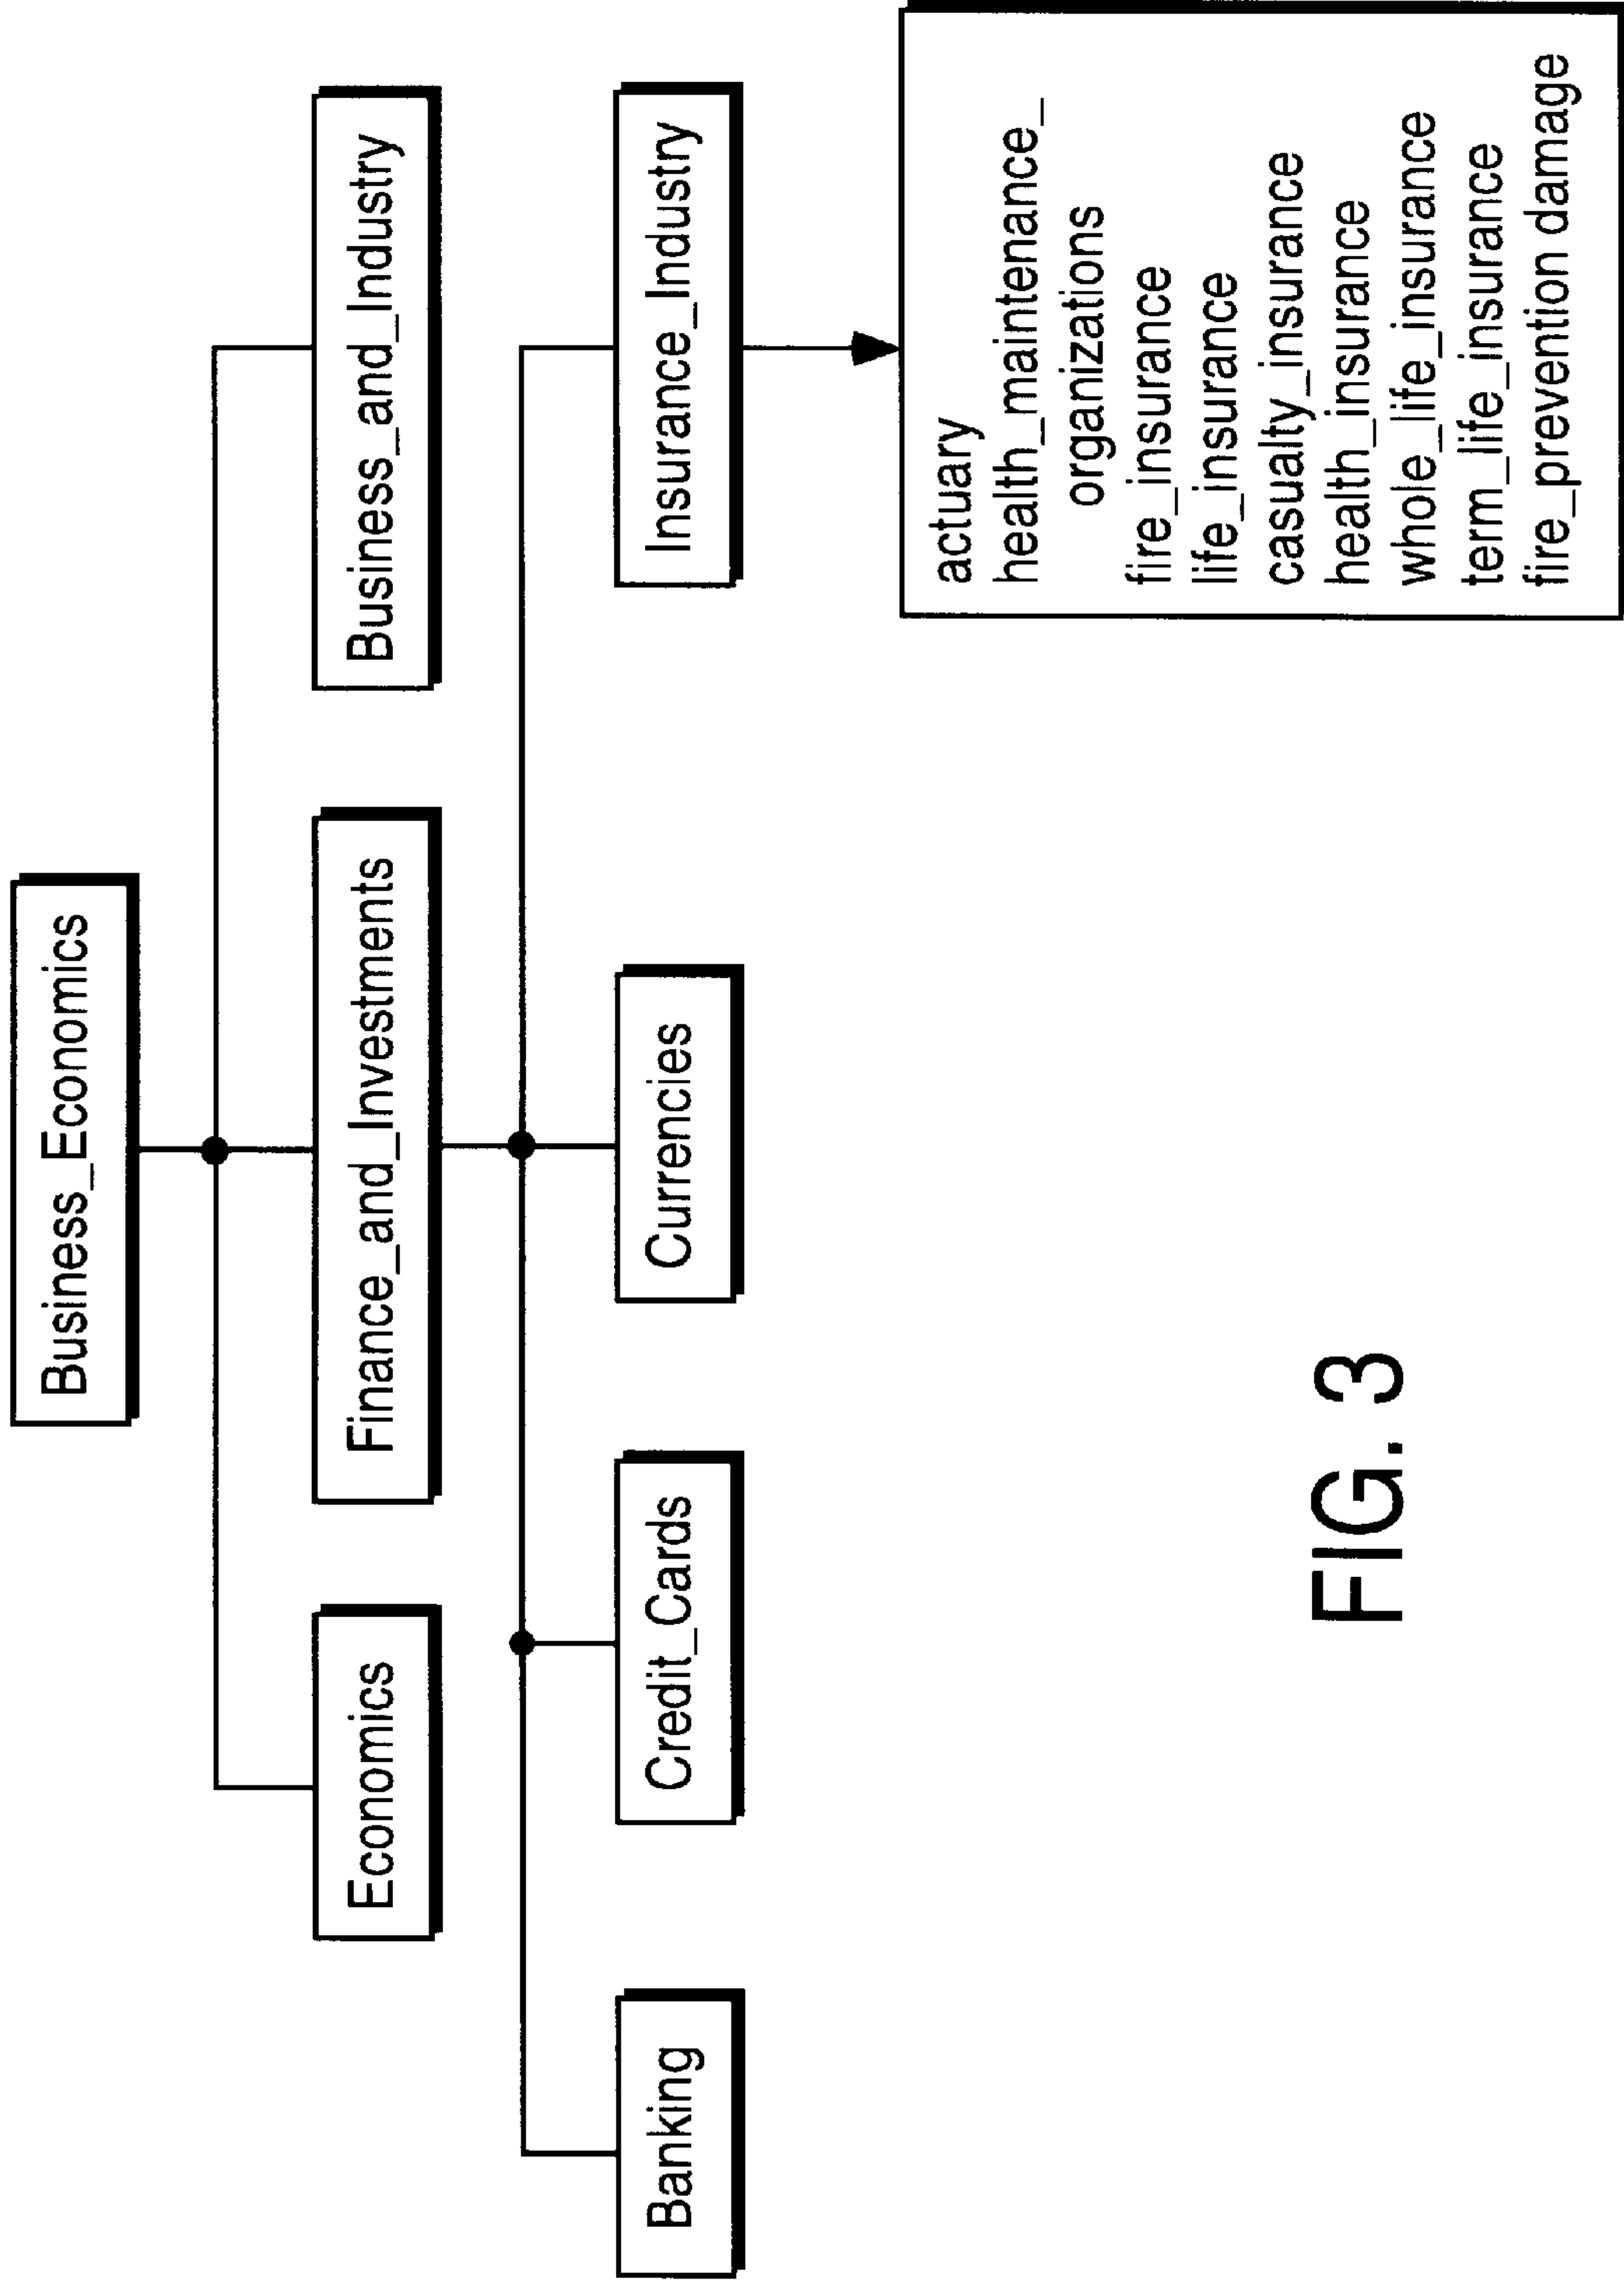 Business_Economics
Economics
Finance_and_Investments
Business_and_Industry
Banking
Credit_Cards
Currencies
Insurance_Industry
actuary
health_maintenance_
organizations
fire_insurance
life_insurance
casualty_insurance
health_insurance
whole_life_insurance
term_life_insurance
fire_prevention damage
FIG. 3